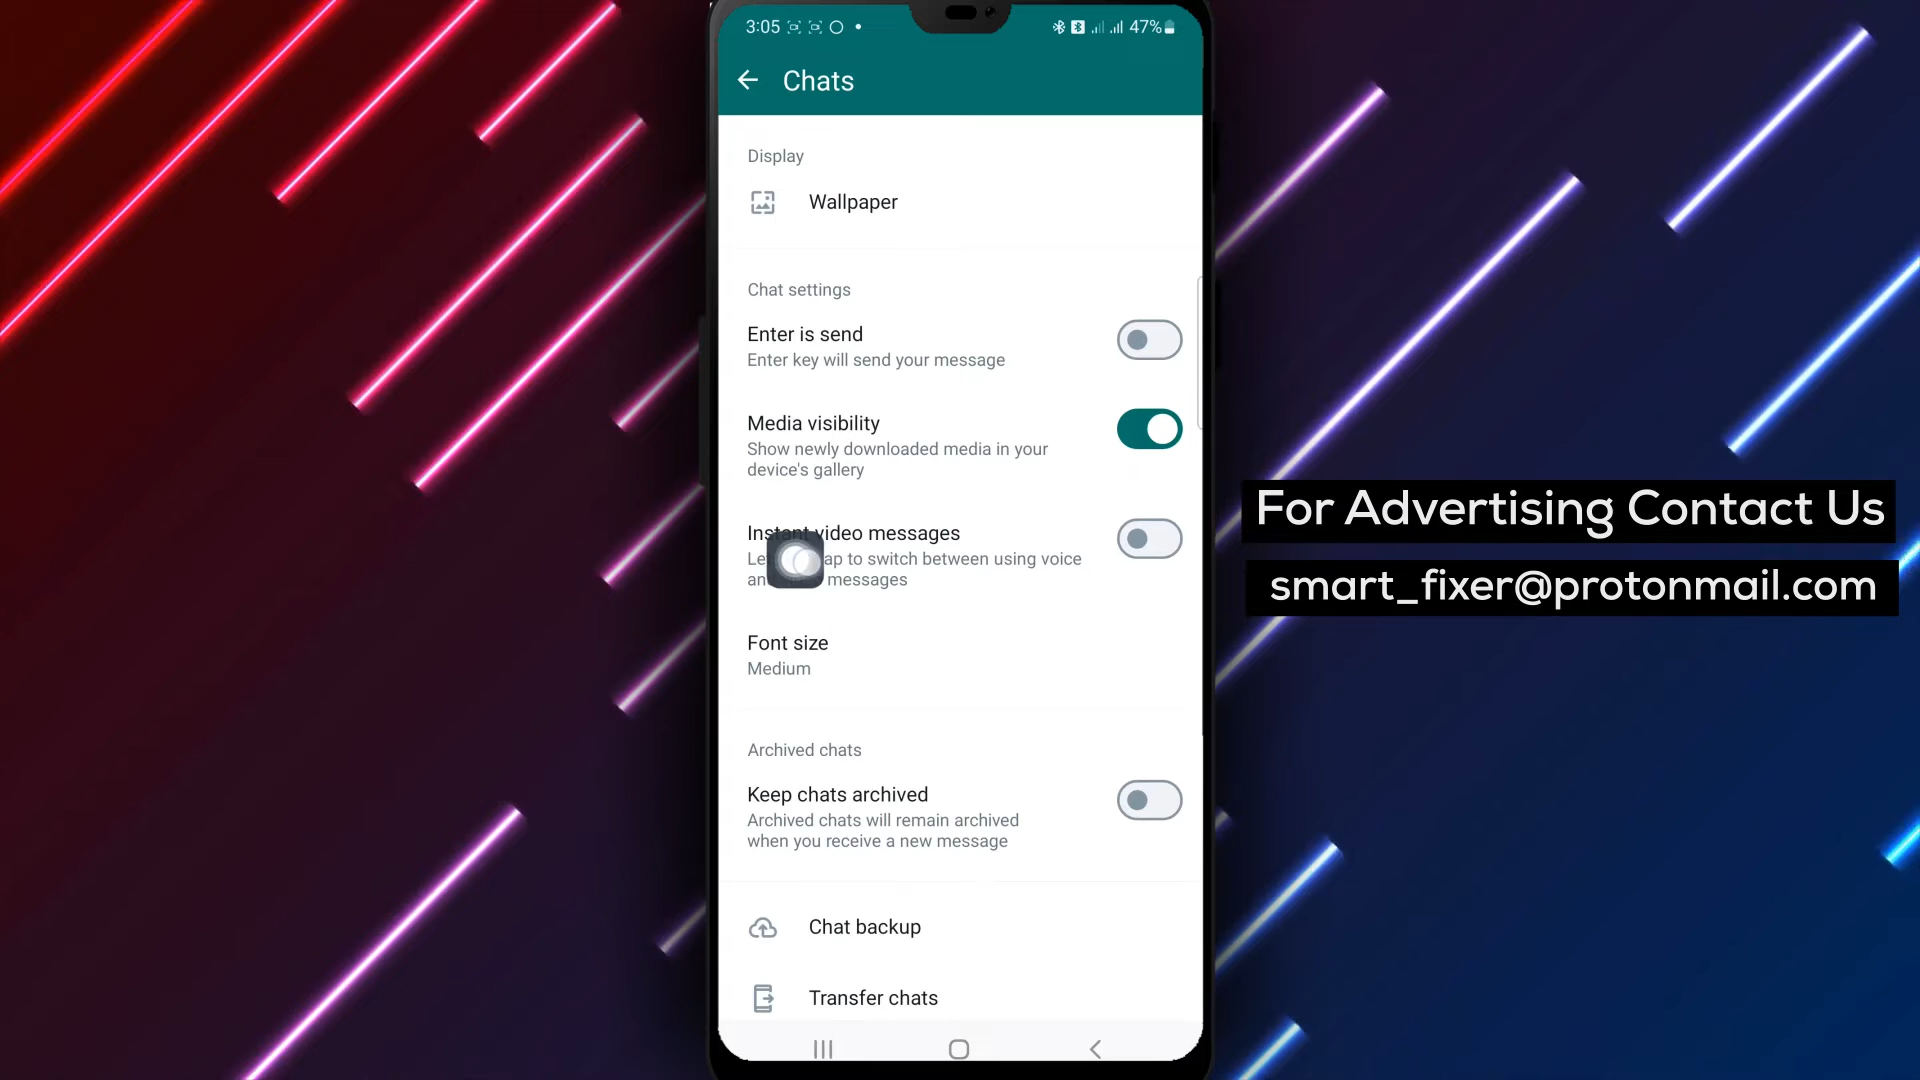 3:05 47%
Chats
Display
Wallpaper
Chat settings
Enter is send
Enter key will send your message
Media visibility
Show newly downloaded media in your
device's gallery
Instant video messages
ap to switch between using voice
messages
Font size
Medium
Archived chats
Keep chats archived
Archived chats will remain archived
when you receive a new message
Chat backup
Transfer chats
For Advertising Contact Us
smart_fixer@protonmail.com